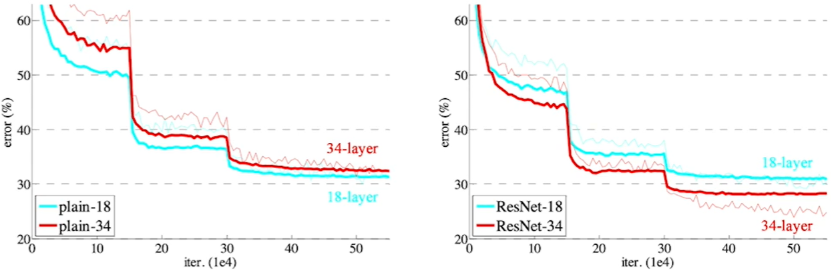 60
50
40
30
20
error (%)
34-layer
18-layer
plain-18
plain-34
0
10
20
30
40
50
iter. (1e4)
60
50
40
30
20
error (%)
18-layer
34-layer
ResNet-18
ResNet-34
0
10
20
30
40
50
iter. (1e4)